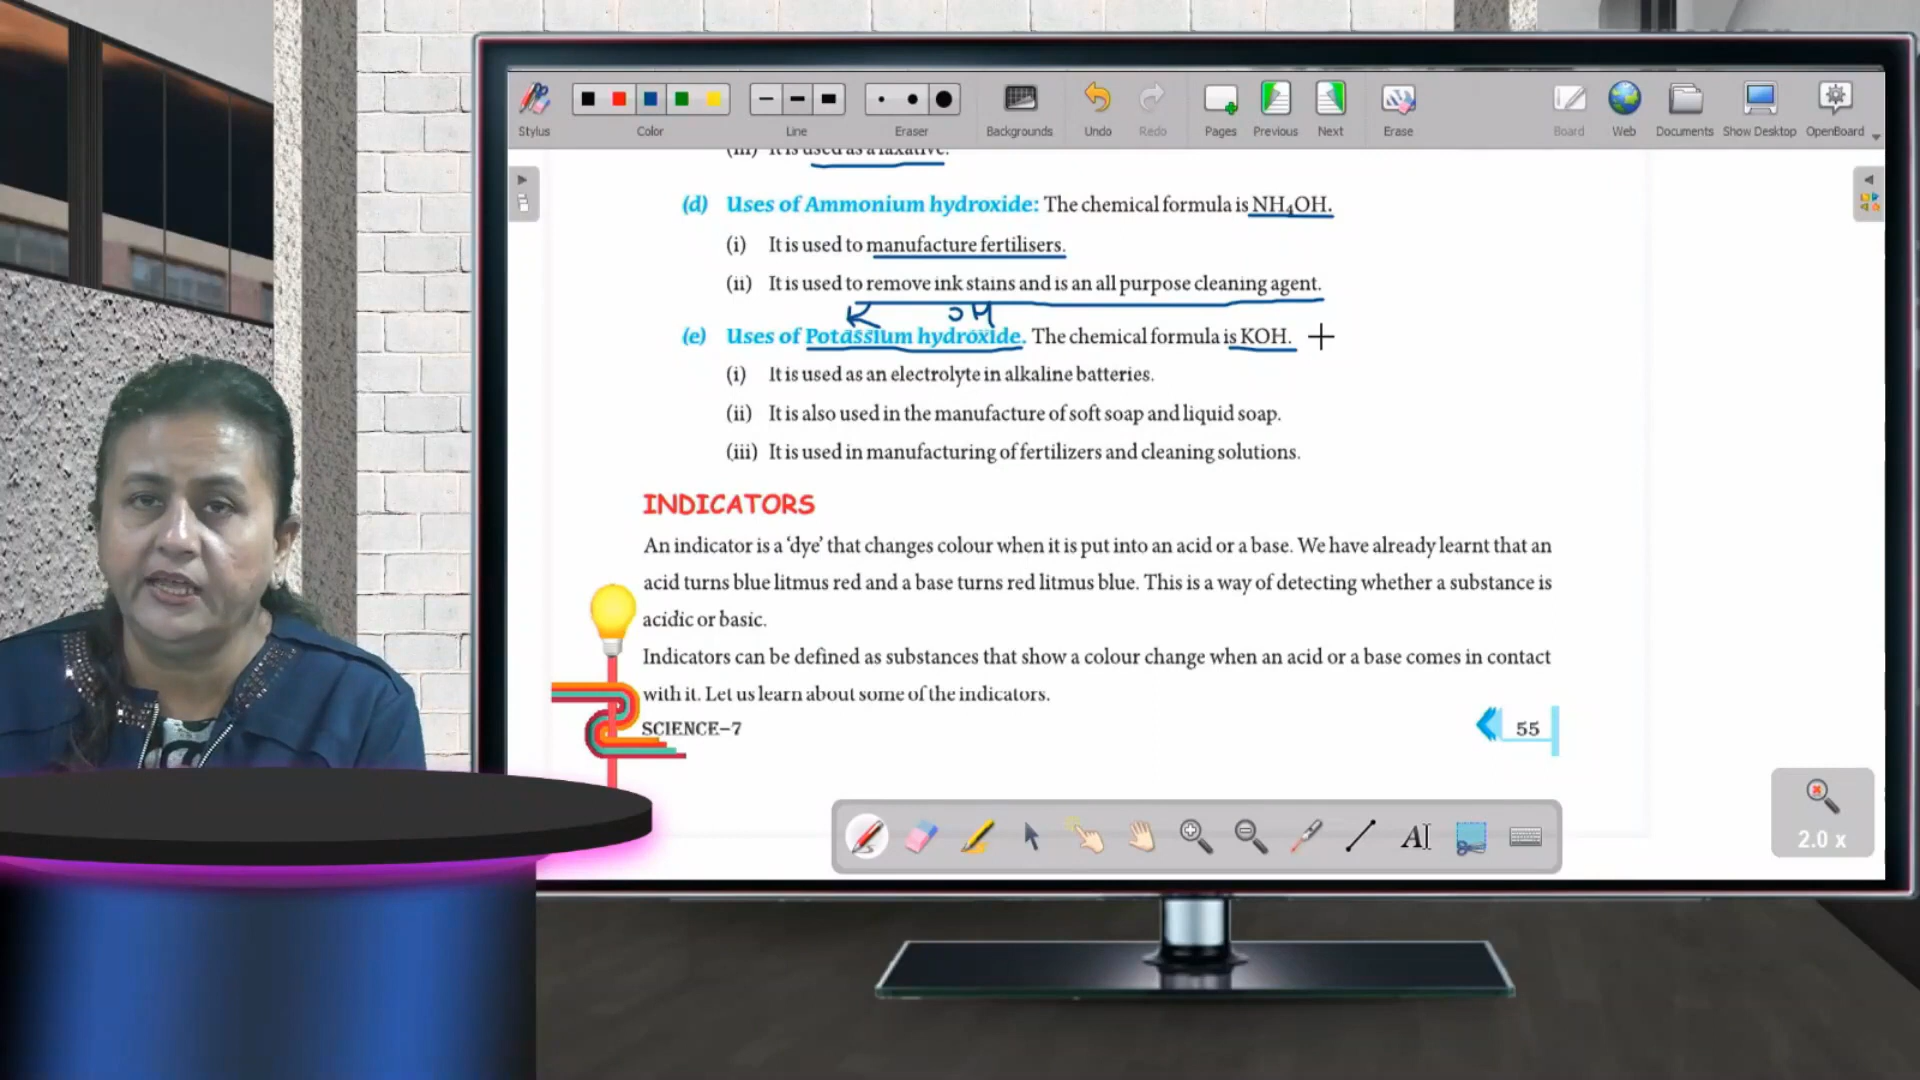 Stylus
Color
Line
Eraser
Backgrounds
Undo
Redo
Pages
Previous
Next
Erase
Board
Web
Documents
Show Desktop
OpenBoard
(iii) It is used as a laxative.
(d) Uses of Ammonium hydroxide: The chemical formula is NH₄OH.
(i) It is used to manufacture fertilisers.
(ii) It is used to remove ink stains and is an all purpose cleaning agent.
K OH
(e) Uses of Potassium hydroxide. The chemical formula is KOH.
(i) It is used as an electrolyte in alkaline batteries.
(ii) It is also used in the manufacture of soft soap and liquid soap.
(iii) It is used in manufacturing of fertilizers and cleaning solutions.
INDICATORS
An indicator is a ‘dye’ that changes colour when it is put into an acid or a base. We have already learnt that an
acid turns blue litmus red and a base turns red litmus blue. This is a way of detecting whether a substance is
acidic or basic.
Indicators can be defined as substances that show a colour change when an acid or a base comes in contact
with it. Let us learn about some of the indicators.
SCIENCE–7
55
AI
2.0 x